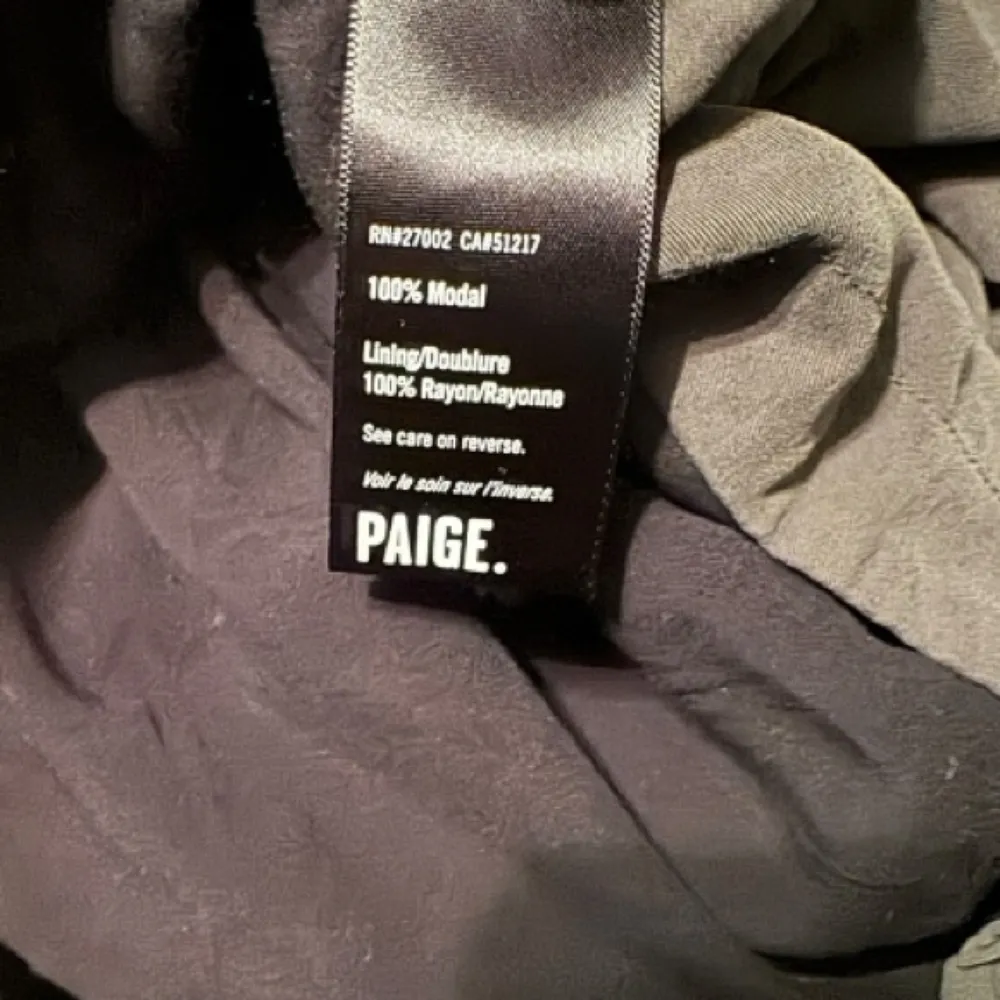 RN#27002 CA#51217
100% Modal
Lining/Doublure
100% Rayon/Rayonne
See care on reverse.
Voir le soin sur l'inverse.
PAIGE.